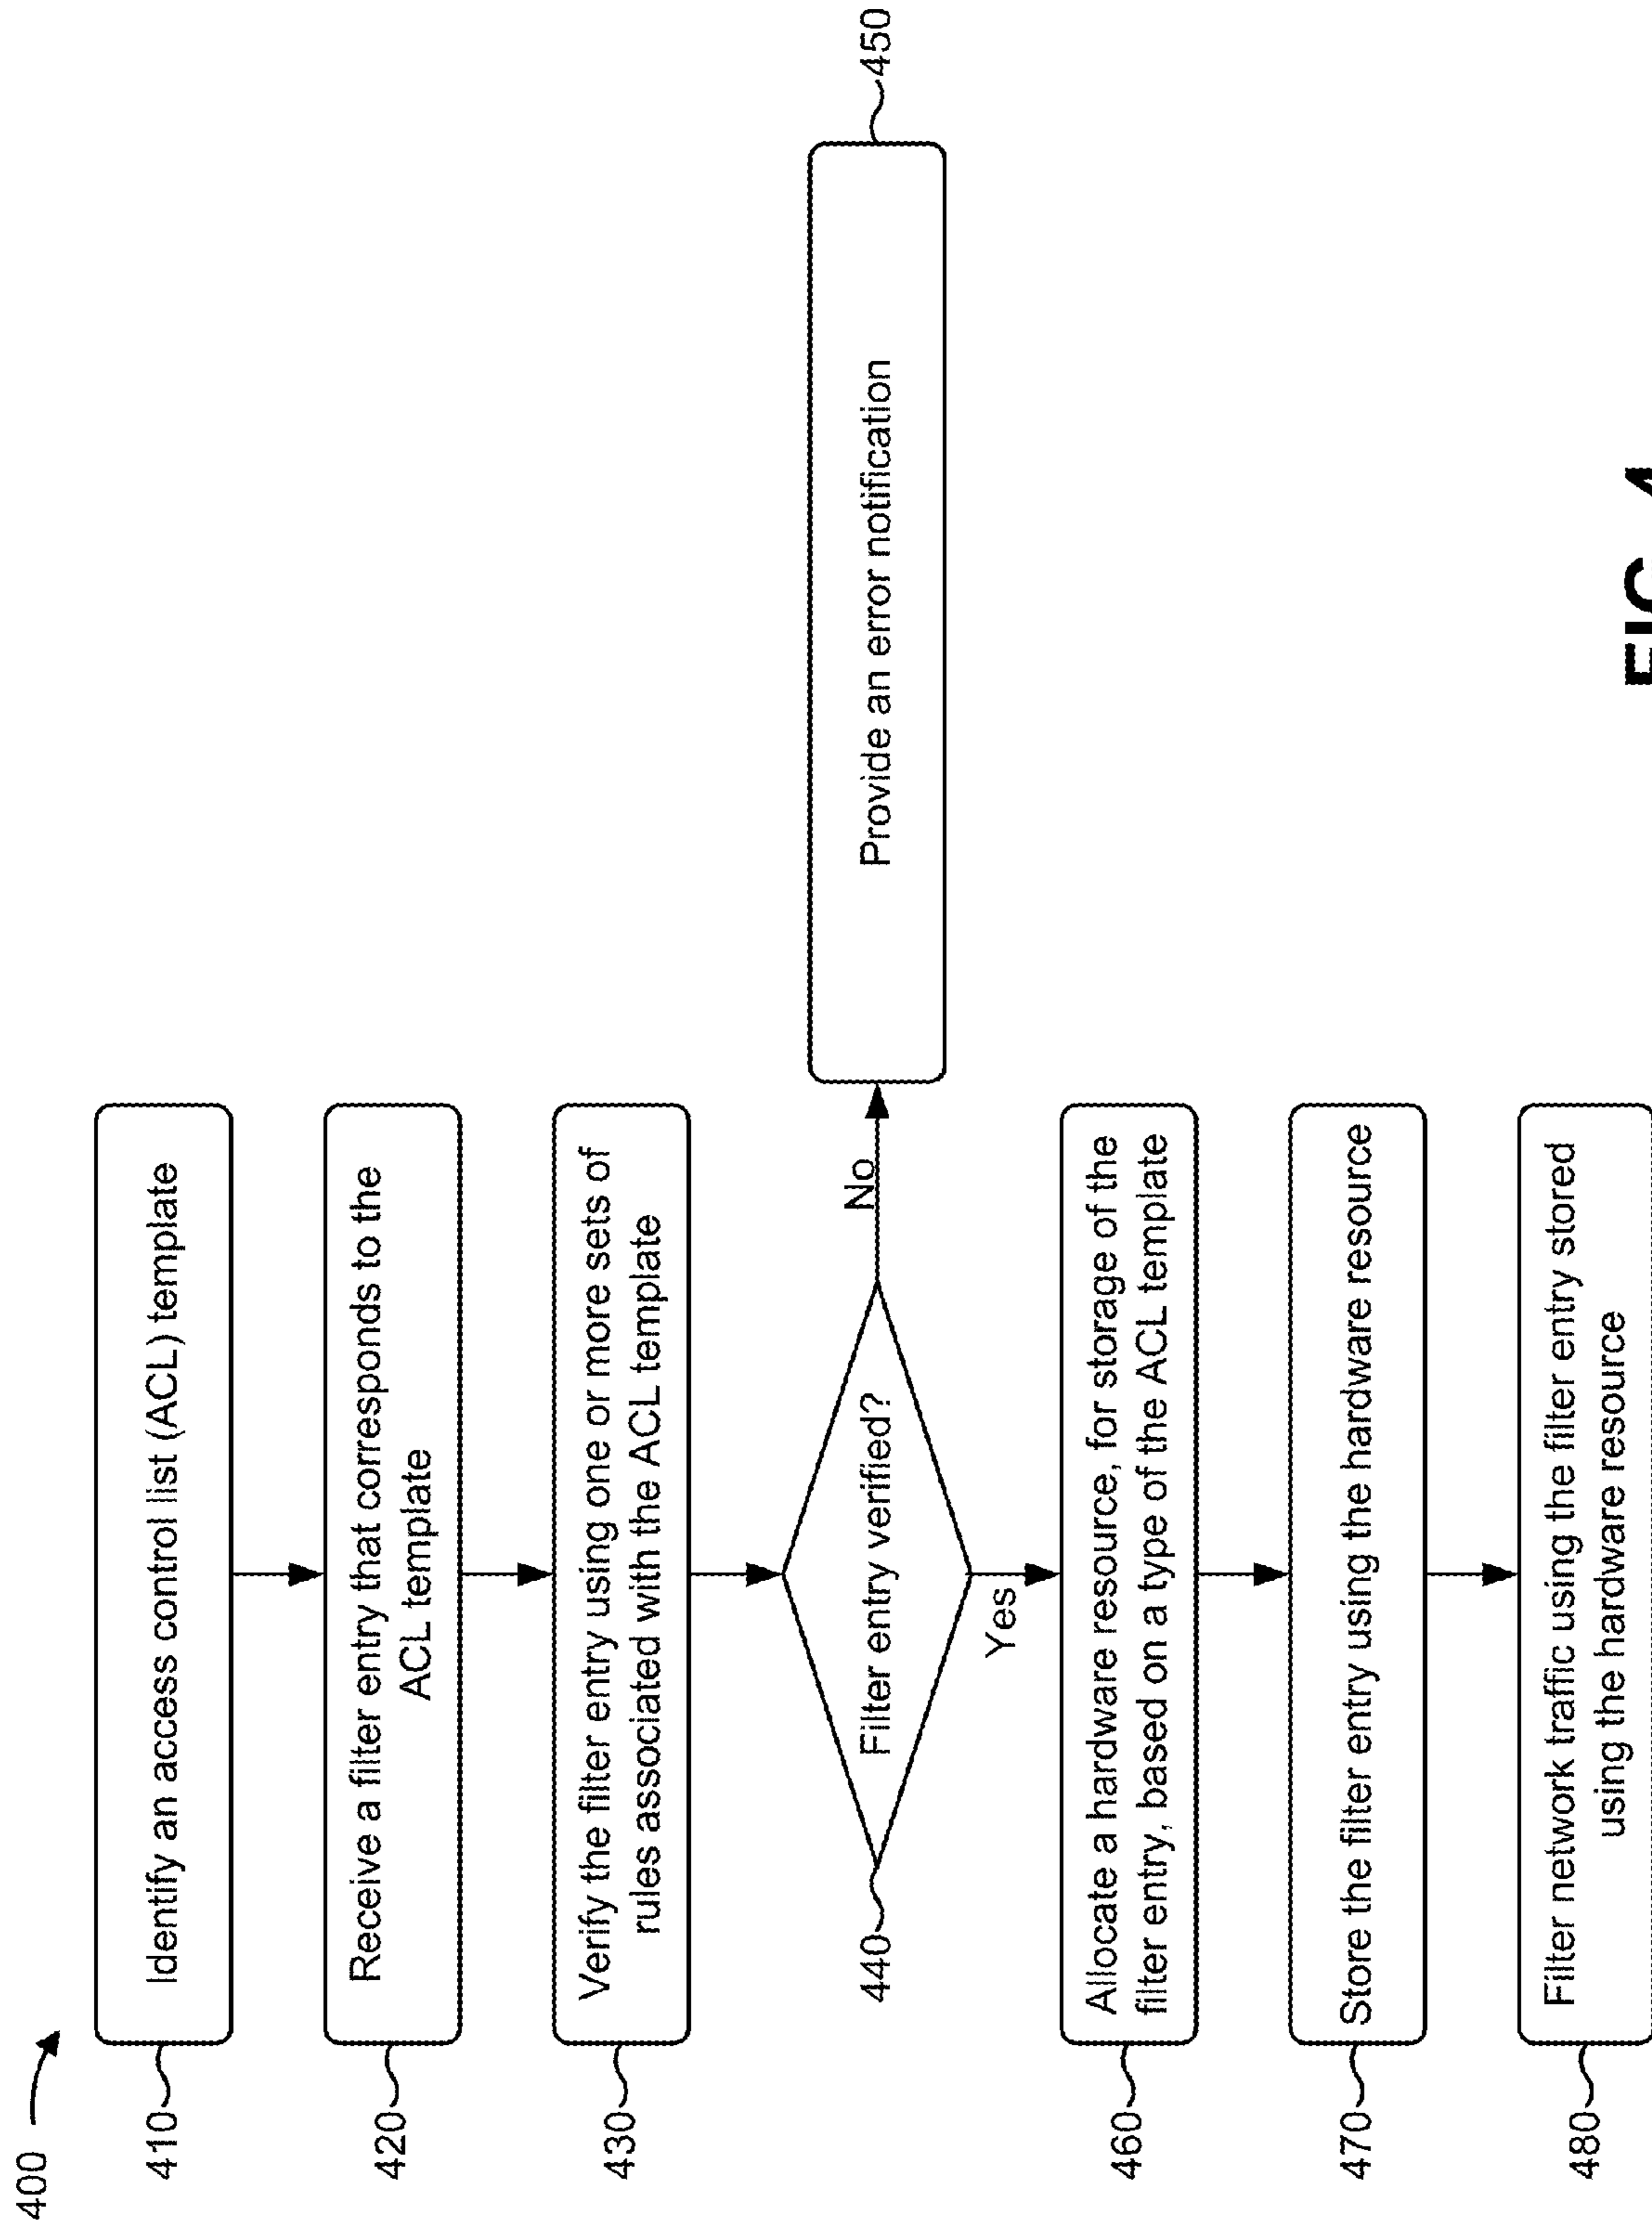 400
410
Identify an access control list (ACL) template
420
Receive a filter entry that corresponds to the
ACL template
430
Verify the filter entry using one or more sets of
rules associated with the ACL template
440
Filter entry verified?
No
450
Provide an error notification
Yes
460
Allocate a hardware resource, for storage of the
filter entry, based on a type of the ACL template
470
Store the filter entry using the hardware resource
480
Filter network traffic using the filter entry stored
using the hardware resource
FIG. 4